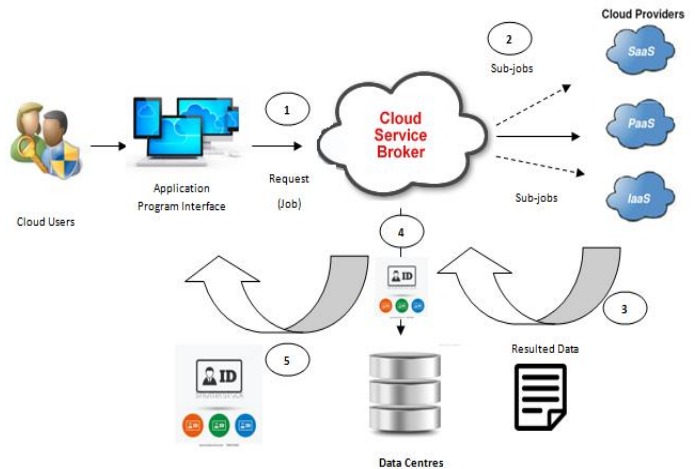 Cloud Providers
2
SaaS
Sub-jobs
1
Cloud
Service
Broker
PaaS
Application
Program Interface
Request
(Job)
Sub-jobs
IaaS
Cloud Users
4
ID
3
5
Resulted Data
ID
Data Centres